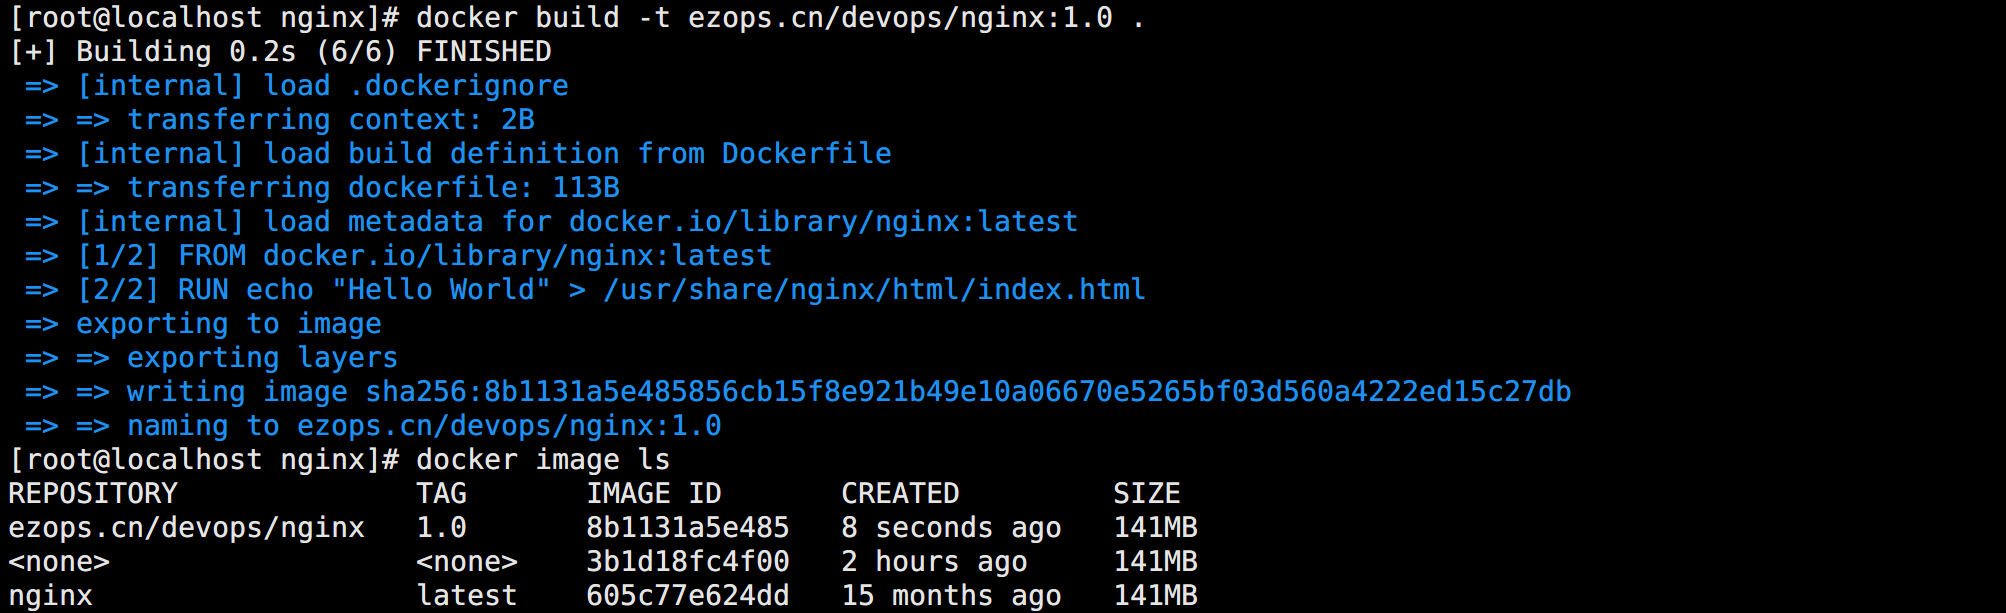 [root@localhost nginx]# docker build -t ezops.cn/devops/nginx:1.0 .
[+] Building 0.2s (6/6) FINISHED
 => [internal] load .dockerignore
 => => transferring context: 2B
 => [internal] load build definition from Dockerfile
 => => transferring dockerfile: 113B
 => [internal] load metadata for docker.io/library/nginx:latest
 => [1/2] FROM docker.io/library/nginx:latest
 => [2/2] RUN echo "Hello World" > /usr/share/nginx/html/index.html
 => exporting to image
 => => exporting layers
 => => writing image sha256:8b1131a5e485856cb15f8e921b49e10a06670e5265bf03d560a4222ed15c27db
 => => naming to ezops.cn/devops/nginx:1.0
[root@localhost nginx]# docker image ls
REPOSITORY              TAG       IMAGE ID       CREATED         SIZE
ezops.cn/devops/nginx   1.0       8b1131a5e485   8 seconds ago   141MB
<none>                  <none>    3b1d18fc4f00   2 hours ago     141MB
nginx                   latest    605c77e624dd   15 months ago   141MB